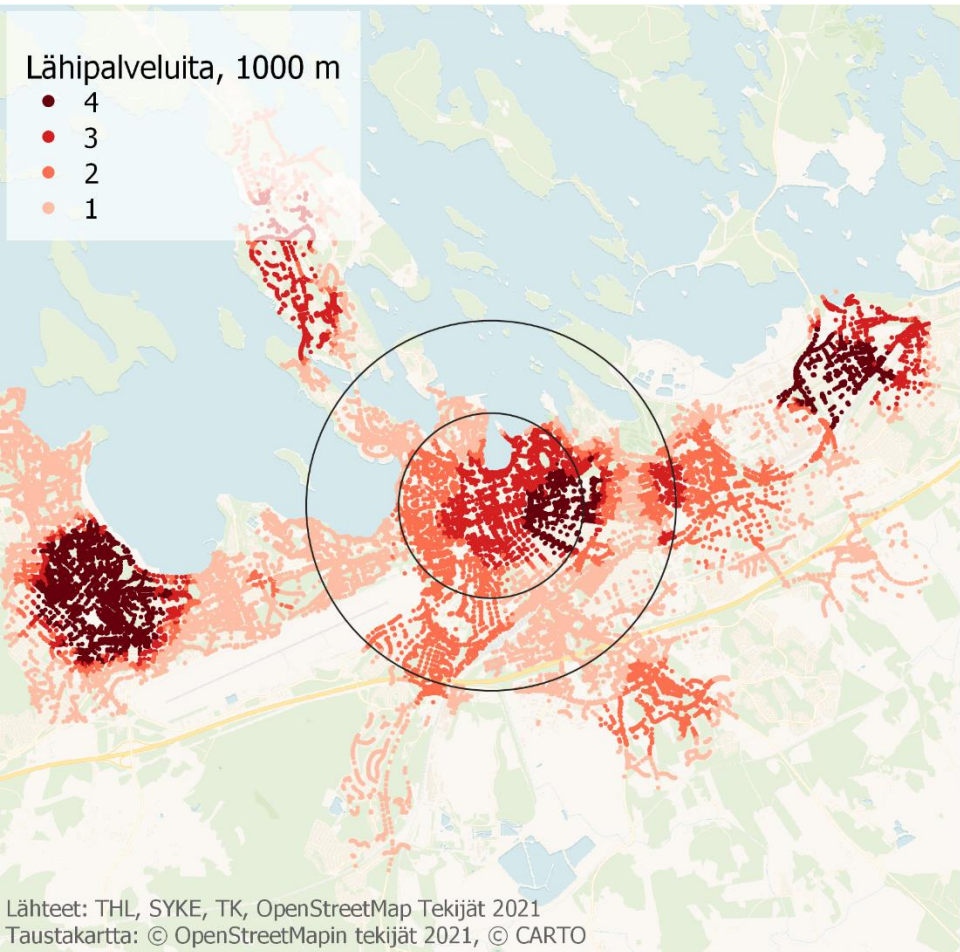 Lähipalveluita, 1000 m
4
3
2
1
Lähteet: THL, SYKE, TK, OpenStreetMap Tekijät 2021
Taustakartta: © OpenStreetMapin tekijät 2021, © CARTO